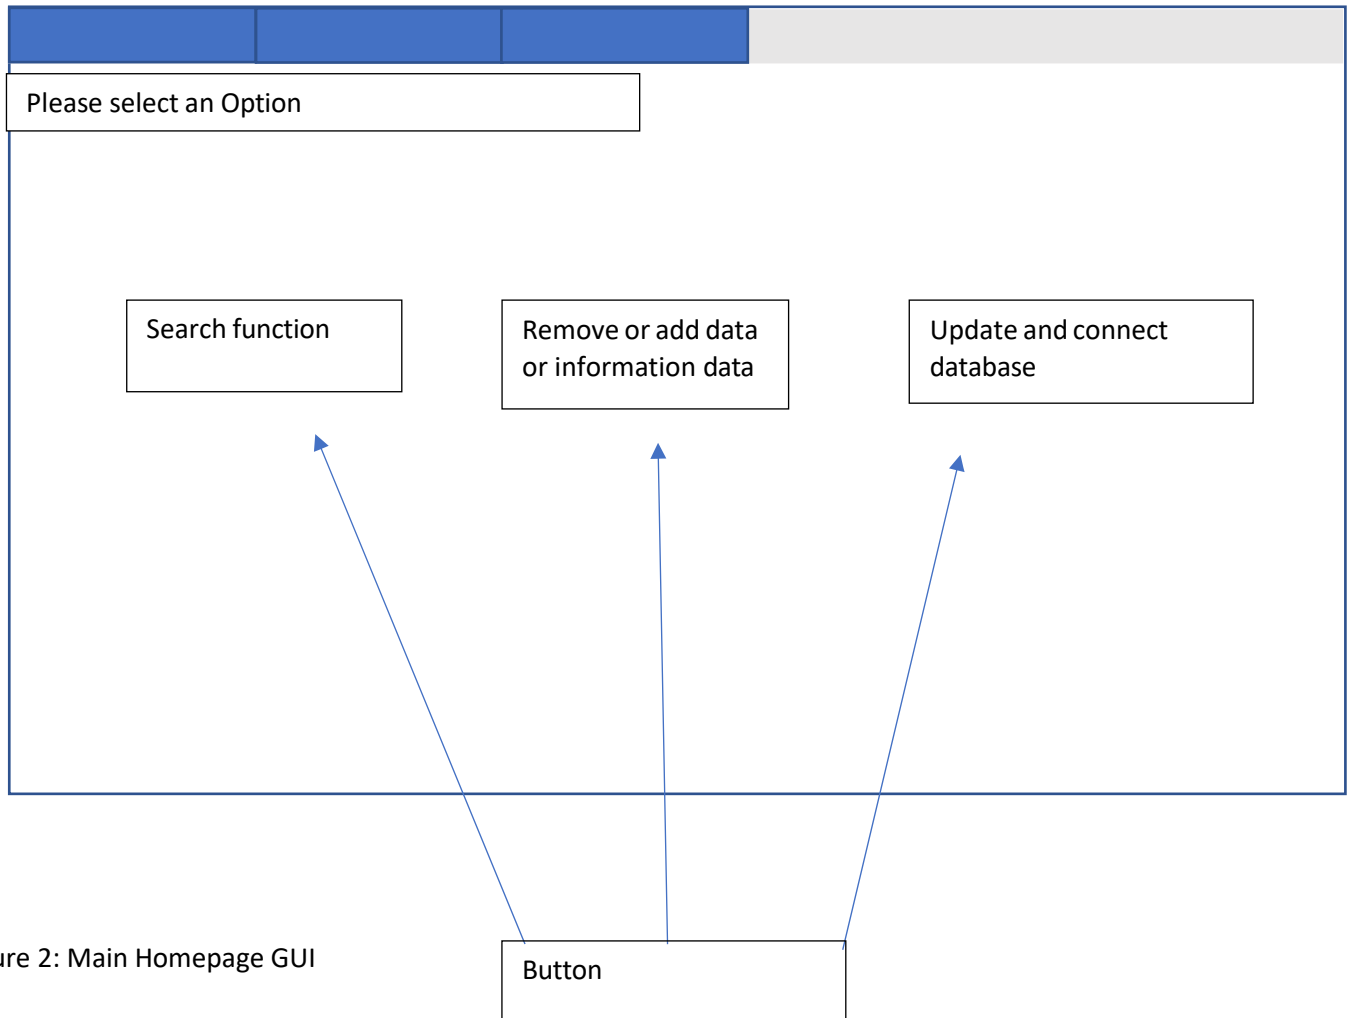 Please select an Option
Search function
Remove or add data
or information data
Update and connect
database
ure 2: Main Homepage GUI
Button